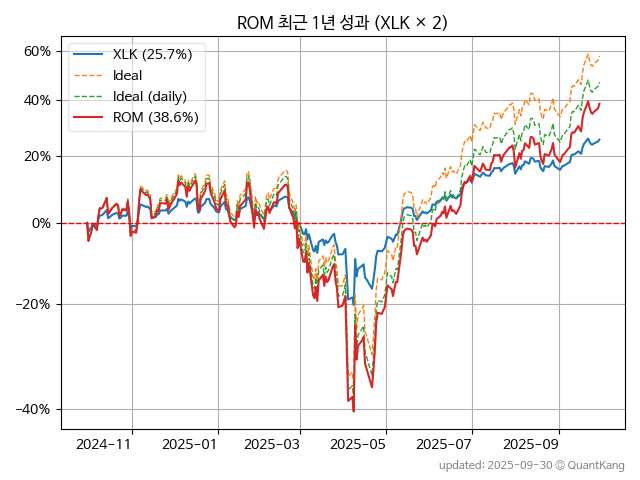 ROM 최근 1년 성과 (XLK × 2)
XLK (25.7%)
Ideal
Ideal (daily)
ROM (38.6%)
60%
40%
20%
0%
−20%
−40%
2024−11
2025−01
2025−03
2025−05
2025−07
2025−09
updated: 2025-09-30 © QuantKang